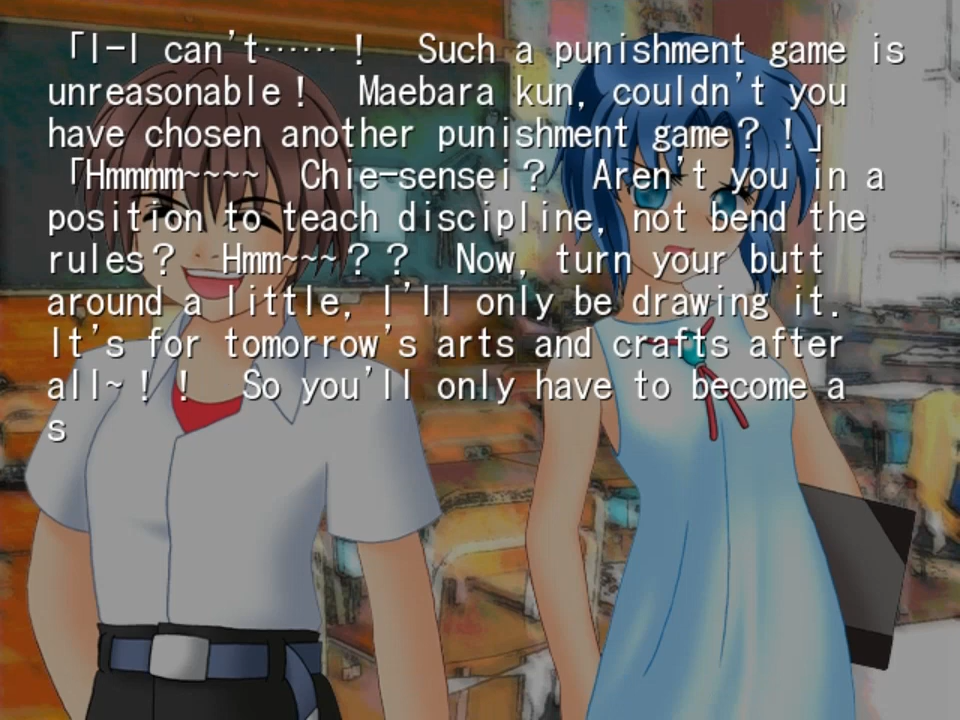 「I-I can't‥‥‥！　Such a punishment game is
unreasonable！　Maebara kun, couldn't you
have chosen another punishment game？！」
「Hmmmm~~~~　Chie-sensei？　Aren't you in a
position to teach discipline, not bend the
rules？　Hmm~~~？？　Now, turn your butt
around a little, I'll only be drawing it.
It's for tomorrow's arts and crafts after
all~！！　So you'll only have to become a
s